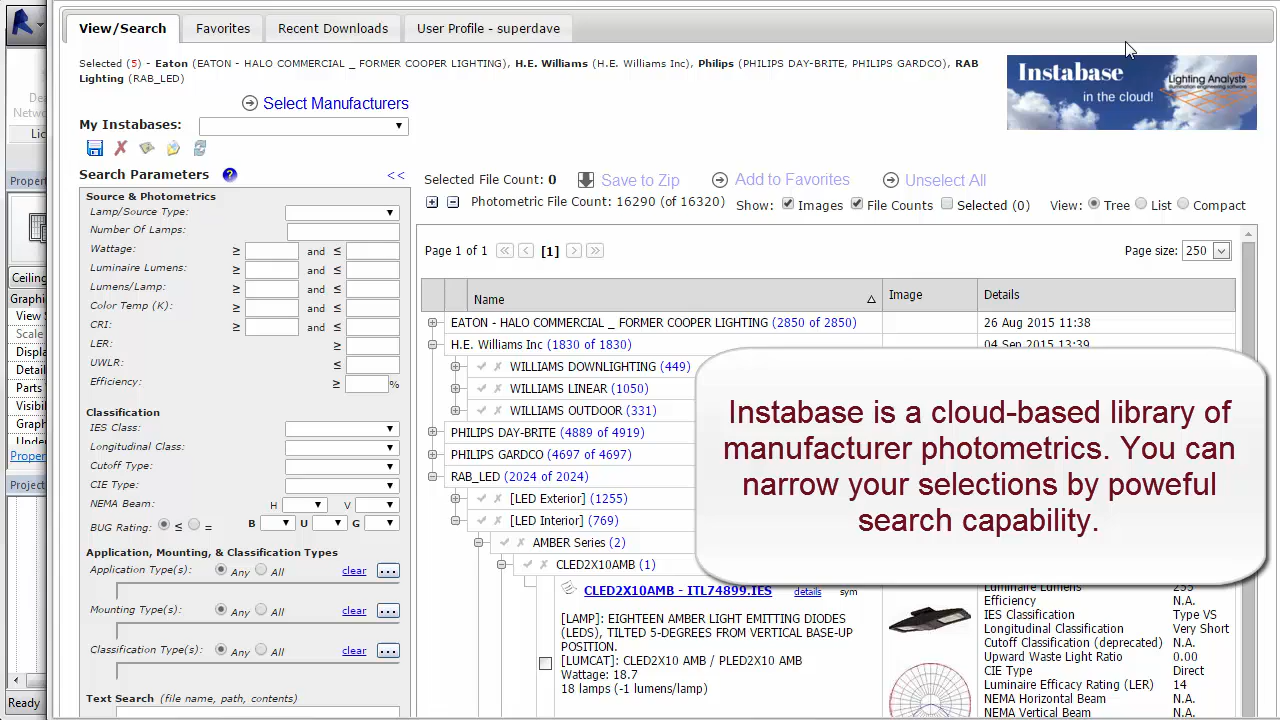 View/Search
Favorites
Recent Downloads
User Profile - superdave
Selected (5) - Eaton (EATON - HALO COMMERCIAL _ FORMER COOPER LIGHTING), H.E. Williams (H.E. Williams Inc), Philips (PHILIPS DAY-BRITE, PHILIPS GARDCO), RAB
Lighting (RAB_LED)
Instabase
in the cloud!
Lighting Analysts
Select Manufacturers
My Instabases:
Search Parameters
<<
Selected File Count: 0
Save to Zip
Add to Favorites
Unselect All
Photometric File Count: 16290 (of 16320)
Show:
Images
File Counts
Selected (0)
View:
Tree
List
Compact
Source & Photometrics
Lamp/Source Type:
Number Of Lamps:
Wattage: ≥ and ≤
Luminaire Lumens: ≥ and ≤
Lumens/Lamp: ≥ and ≤
Color Temp (K): ≥ and ≤
CRI: ≥ and ≤
LER: ≥
UWLR: ≤
Efficiency: ≥ %
Classification
IES Class:
Longitudinal Class:
Cutoff Type:
CIE Type:
NEMA Beam: H V
BUG Rating: ≤ = B U G
Application, Mounting, & Classification Types
Application Type(s): Any All clear ...
Mounting Type(s): Any All clear ...
Classification Type(s): Any All clear ...
Text Search (file name, path, contents)
Page 1 of 1
[1]
Page size: 250
Name
Image
Details
EATON - HALO COMMERCIAL _ FORMER COOPER LIGHTING (2850 of 2850)
26 Aug 2015 11:38
H.E. Williams Inc (1830 of 1830)
04 Sep 2015 13:39
WILLIAMS DOWNLIGHTING (449)
WILLIAMS LINEAR (1050)
WILLIAMS OUTDOOR (331)
PHILIPS DAY-BRITE (4889 of 4919)
PHILIPS GARDCO (4697 of 4697)
RAB_LED (2024 of 2024)
[LED Exterior] (1255)
[LED Interior] (769)
AMBER Series (2)
CLED2X10AMB (1)
CLED2X10AMB - ITL74899.IES
details
sym
[LAMP]: EIGHTEEN AMBER LIGHT EMITTING DIODES
(LEDS), TILTED 5-DEGREES FROM VERTICAL BASE-UP
POSITION.
[LUMCAT]: CLED2X10 AMB / PLED2X10 AMB
Wattage: 18.7
18 lamps (-1 lumens/lamp)
Instabase is a cloud-based library of
manufacturer photometrics. You can
narrow your selections by poweful
search capability.
Luminaire Lumens 255
Efficiency N.A.
IES Classification Type VS
Longitudinal Classification Very Short
Cutoff Classification (deprecated) N.A.
Upward Waste Light Ratio 0.00
CIE Type Direct
Luminaire Efficacy Rating (LER) 14
NEMA Horizontal Beam N.A.
NEMA Vertical Beam N.A.
Ceiling
Ready